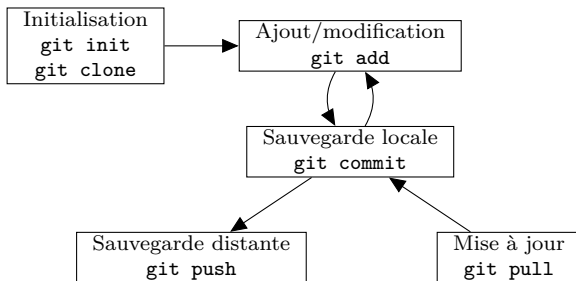 Initialisation
git init
git clone
Ajout/modification
git add
Sauvegarde locale
git commit
Sauvegarde distante
git push
Mise à jour
git pull